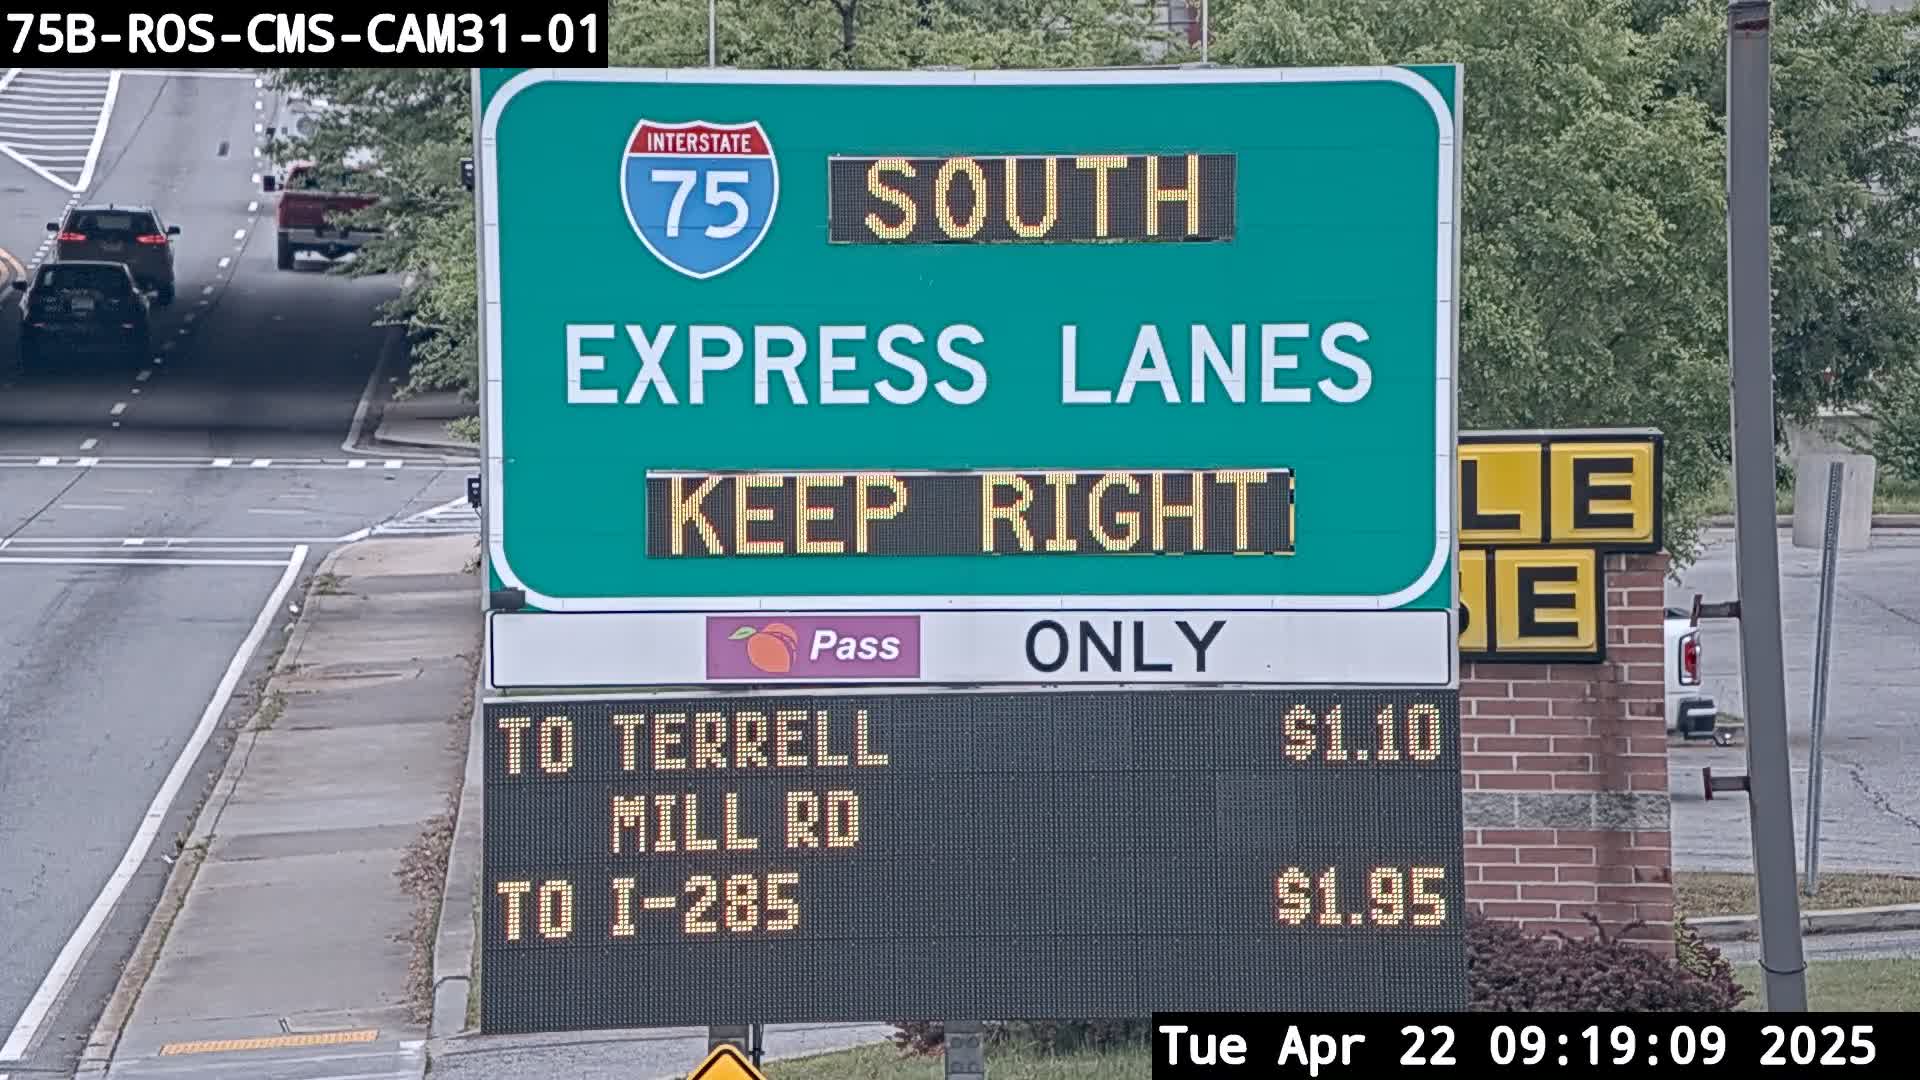 75B-ROS-CMS-CAM31-01
INTERSTATE
75
SOUTH
EXPRESS LANES
KEEP RIGHT
Pass ONLY
TO TERRELL $1.10
MILL RD
TO I-285 $1.95
LE
E
Tue Apr 22 09:19:09 2025